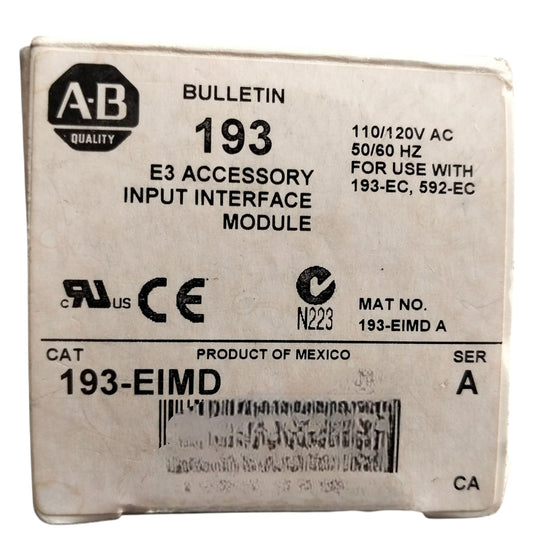 A-B
QUALITY
BULLETIN
193
E3 ACCESSORY
INPUT INTERFACE
MODULE
110/120V AC
50/60 HZ
FOR USE WITH
193-EC, 592-EC
c RU US
CE
N223
MAT NO.
193-EIMD A
CAT
PRODUCT OF MEXICO
SER
193-EIMD
A
CA